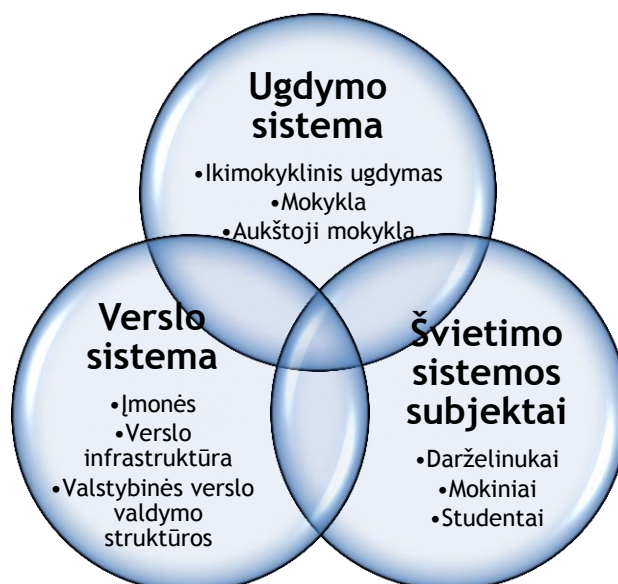 Ugdymo
sistema
•Ikimokyklinis ugdymas
•Mokykla
•Aukštoji mokykla
Verslo
sistema
•Įmonės
•Verslo
infrastruktūra
•Valstybinės verslo
valdymo
struktūros
Švietimo
sistemos
subjektai
•Darželinukai
•Mokiniai
•Studentai